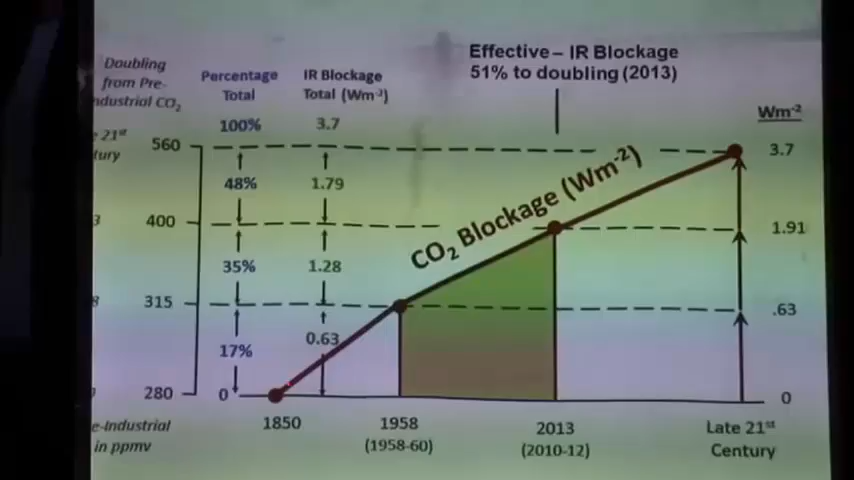 Doubling
from Pre-
ndustrial CO₂
Percentage
Total
IR Blockage
Total (Wm⁻²)
Effective – IR Blockage
51% to doubling (2013)
Wm⁻²
100%
3.7
21ˢᵗ
tury
560
3.7
48%
1.79
3
400
1.91
CO₂ Blockage (Wm⁻²)
35%
1.28
8
315
.63
0.63
17%
280
0
0
e-Industrial
in ppmv
1850
1958
(1958-60)
2013
(2010-12)
Late 21ˢᵗ
Century